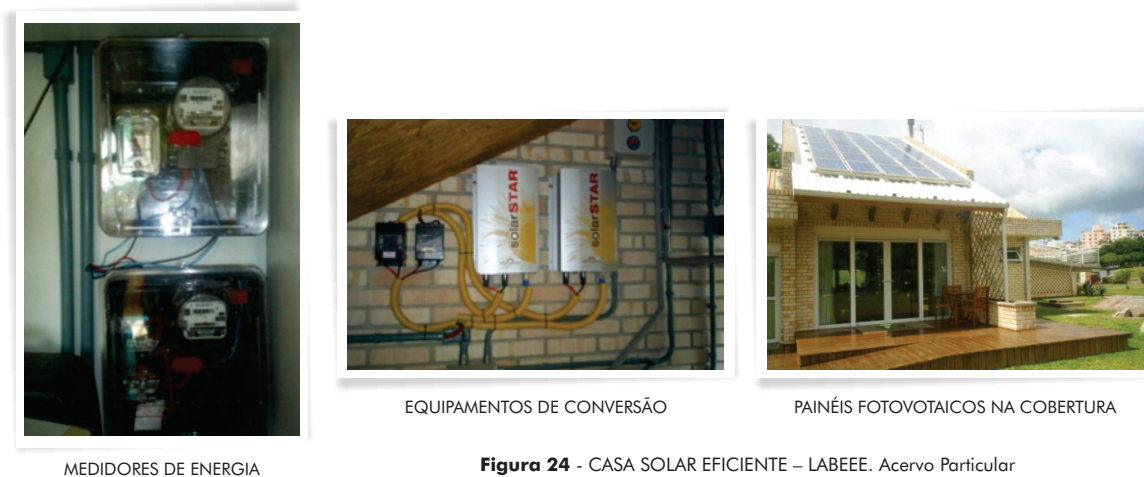 solarSTAR
solarSTAR
MEDIDORES DE ENERGIA
EQUIPAMENTOS DE CONVERSÃO
PAINÉIS FOTOVOTAICOS NA COBERTURA
Figura 24 - CASA SOLAR EFICIENTE – LABEEE. Acervo Particular